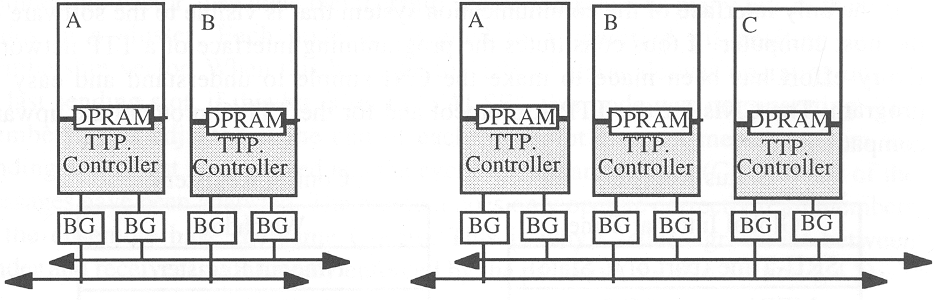 A
B
A
B
C
DPRAM
DPRAM
DPRAM
DPRAM
DPRAM
TTP.
Controller
TTP.
Controller
TTP.
Controller
TTP.
Controller
TTP.
Controller
BG
BG
BG
BG
BG
BG
BG
BG
BG
BG